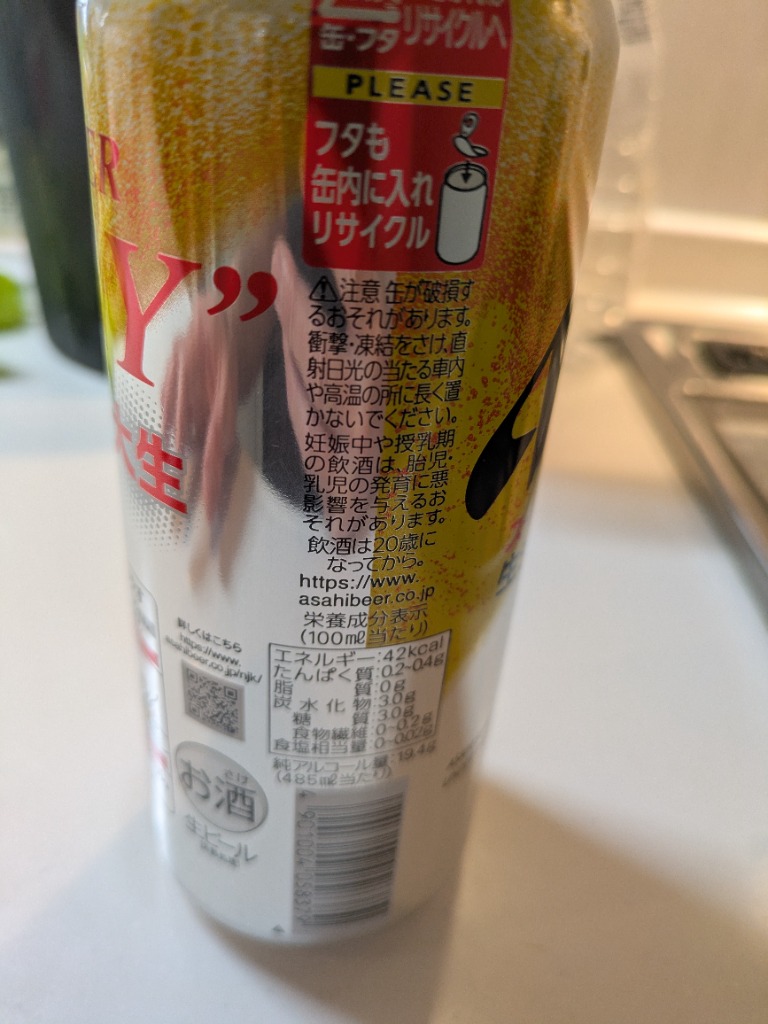 缶・フタ リサイクルへ
PLEASE
フタも
缶内に入れ
リサイクル
ER
Y”
生
注意 缶が破損す
るおそれがあります。
衝撃・凍結をさけ、直
射日光の当たる車内
や高温の所に長く置
かないでください。
妊娠中や授乳期
の飲酒は、胎児・
乳児の発育に悪
影響を与えるお
それがあります。
飲酒は20歳に
なってから。
https://www.
asahibeer.co.jp
栄養成分表示
(100ml当たり)
エネルギー:42kcal
たんぱく質:0.2~0.4g
脂質:0g
炭水化物:3.0g
糖質:3.0g
食物繊維:0~0.2g
食塩相当量:0~0.02g
純アルコール量:19.4g
(485ml当たり)
詳しくはこちら
https://www.
asahibeer.co.jp/njk/
さけ
お酒
生ビール